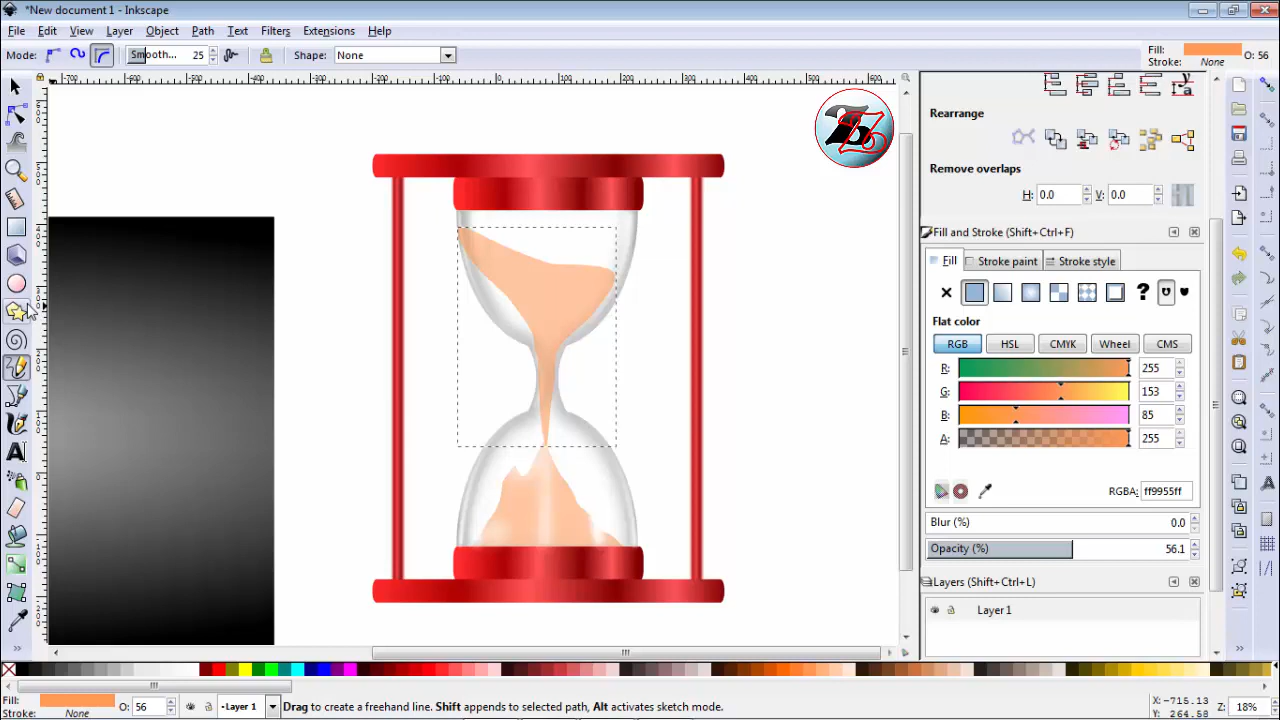 *New document 1 - Inkscape
File Edit View Layer Object Path Text Filters Extensions Help
Mode: Smooth... 25 Shape: None
Fill: O: 56
Stroke: None
Rearrange
Remove overlaps
H: 0.0 V: 0.0
Fill and Stroke (Shift+Ctrl+F)
Fill Stroke paint Stroke style
Flat color
RGB HSL CMYK Wheel CMS
R: 255
G: 153
B: 85
A: 255
RGBA: ff9955ff
Blur (%) 0.0
Opacity (%) 56.1
Layers (Shift+Ctrl+L)
Layer 1
Fill: O: 56
Stroke: None
Layer 1
Drag to create a freehand line. Shift appends to selected path, Alt activates sketch mode.
X: -715.13
Y: 264.58
Z: 18%